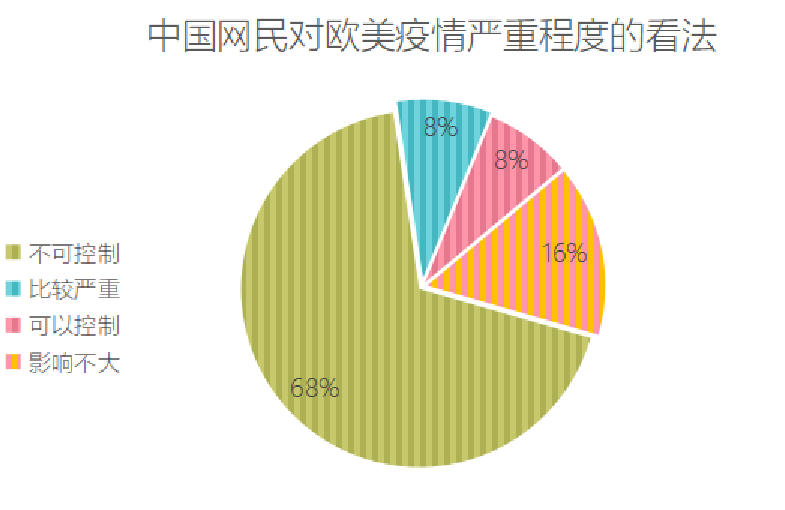 中国网民对欧美疫情严重程度的看法
8%
8%
16%
68%
不可控制
比较严重
可以控制
影响不大